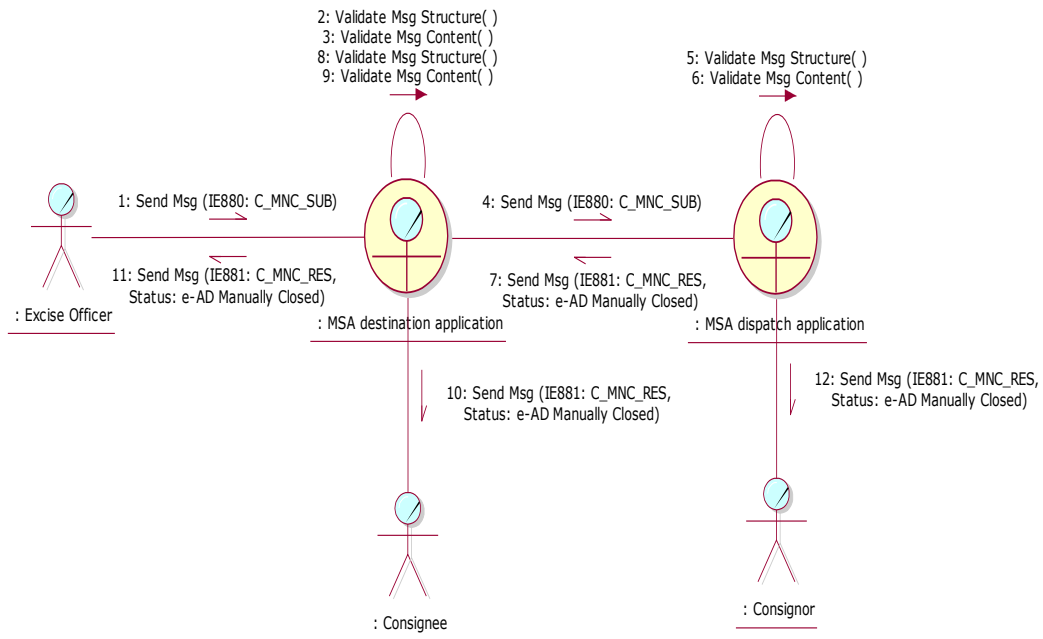 2: Validate Msg Structure( )
3: Validate Msg Content( )
8: Validate Msg Structure( )
9: Validate Msg Content( )
5: Validate Msg Structure( )
6: Validate Msg Content( )
1: Send Msg (IE880: C_MNC_SUB)
4: Send Msg (IE880: C_MNC_SUB)
11: Send Msg (IE881: C_MNC_RES,
Status: e-AD Manually Closed)
7: Send Msg (IE881: C_MNC_RES,
Status: e-AD Manually Closed)
: Excise Officer
: MSA destination application
: MSA dispatch application
10: Send Msg (IE881: C_MNC_RES,
Status: e-AD Manually Closed)
12: Send Msg (IE881: C_MNC_RES,
Status: e-AD Manually Closed)
: Consignee
: Consignor